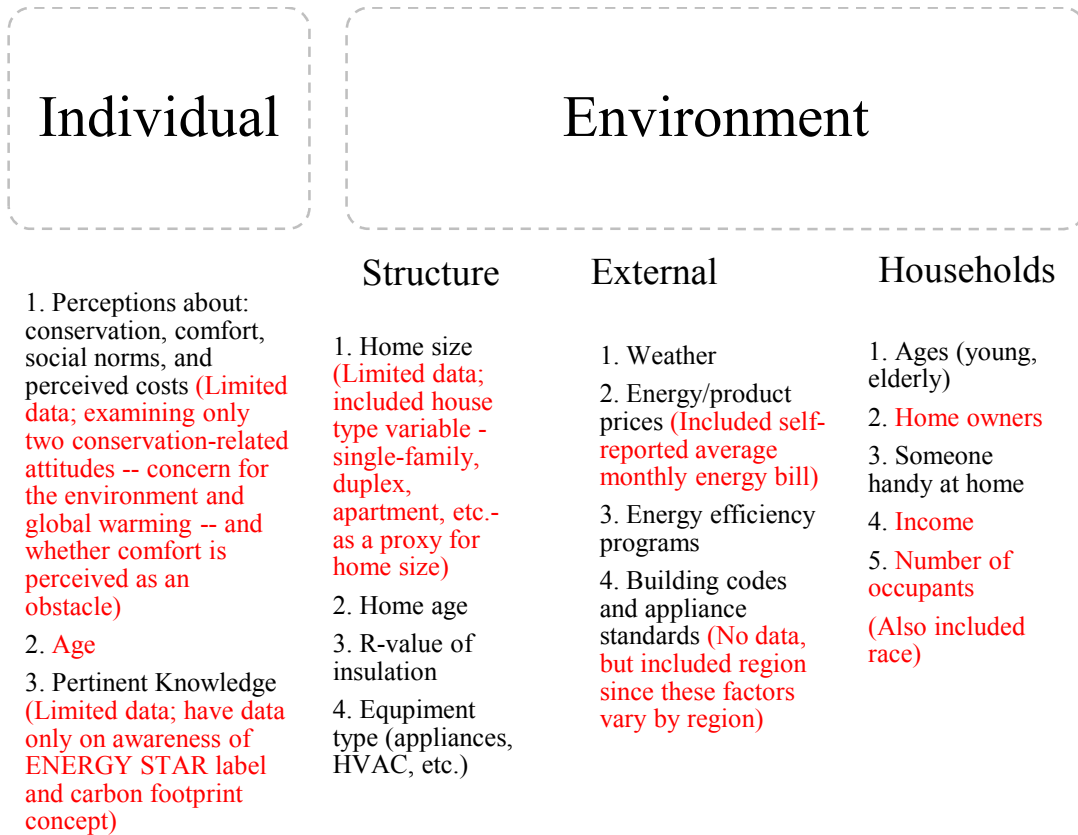 Individual
Environment
1. Perceptions about:
conservation, comfort,
social norms, and
perceived costs (Limited
data; examining only
two conservation-related
attitudes -- concern for
the environment and
global warming -- and
whether comfort is
perceived as an
obstacle)
2. Age
3. Pertinent Knowledge
(Limited data; have data
only on awareness of
ENERGY STAR label
and carbon footprint
concept)
Structure
1. Home size
(Limited data;
included house
type variable -
single-family,
duplex,
apartment, etc.-
as a proxy for
home size)
2. Home age
3. R-value of
insulation
4. Equpiment
type (appliances,
HVAC, etc.)
External
1. Weather
2. Energy/product
prices (Included self-
reported average
monthly energy bill)
3. Energy efficiency
programs
4. Building codes
and appliance
standards (No data,
but included region
since these factors
vary by region)
Households
1. Ages (young,
elderly)
2. Home owners
3. Someone
handy at home
4. Income
5. Number of
occupants
(Also included
race)